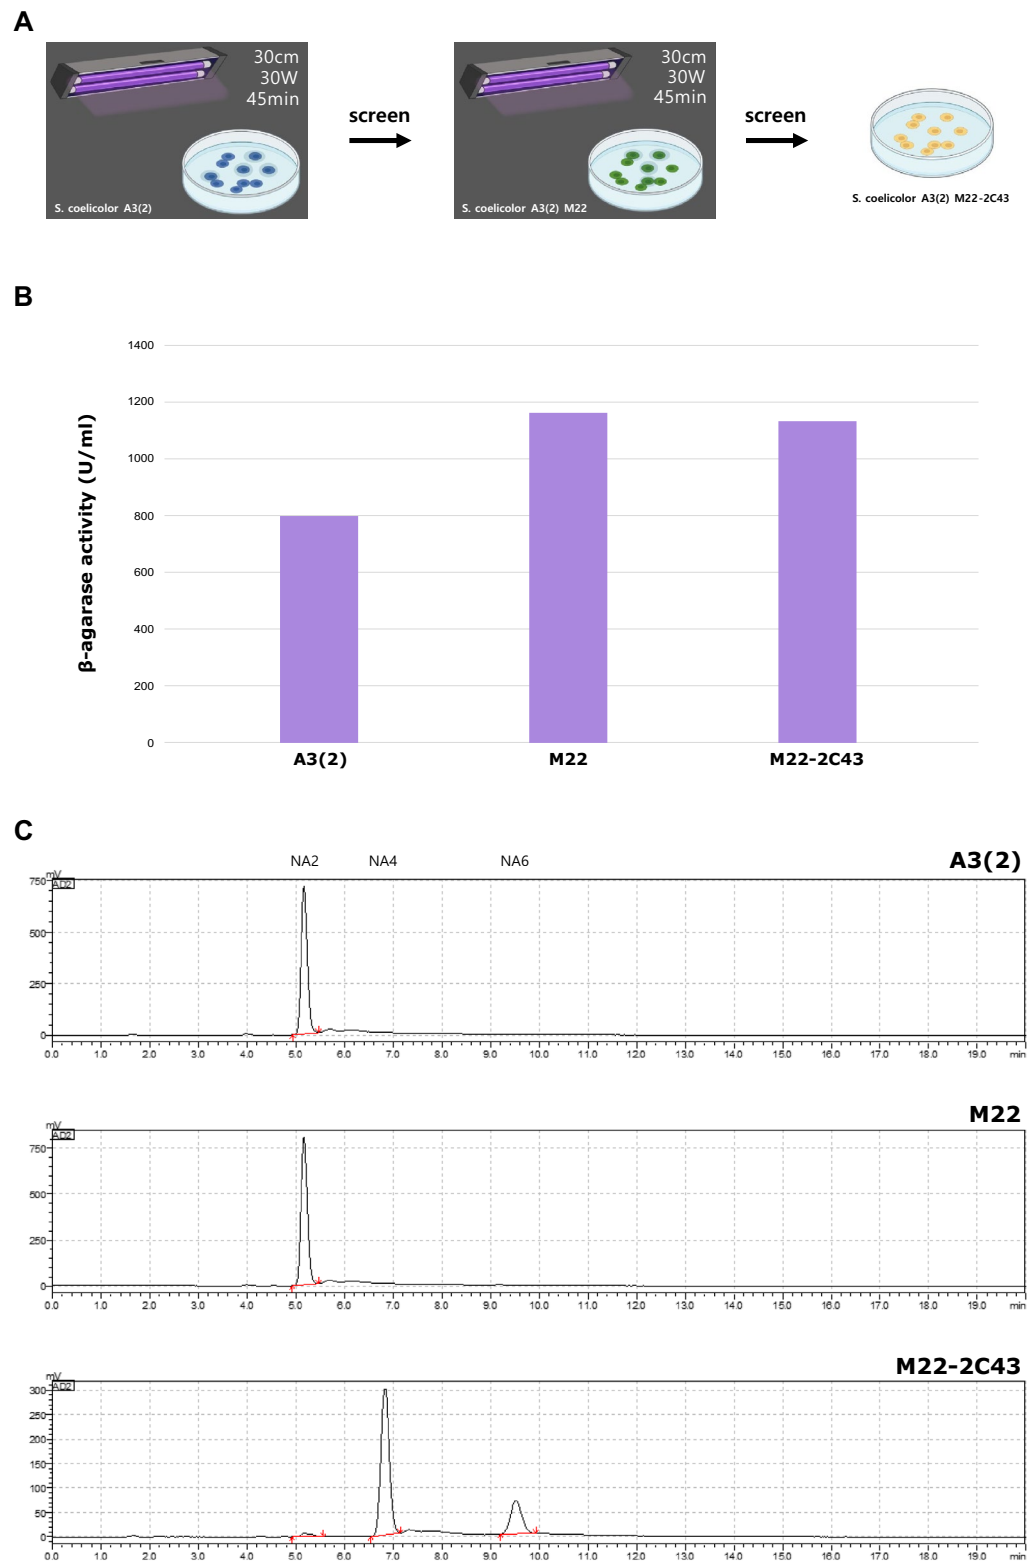 A
30cm
30W
45min
S. coelicolor A3(2)
screen
30cm
30W
45min
S. coelicolor A3(2) M22
screen
S. coelicolor A3(2) M22-2C43
B
β-agarase activity (U/ml)
1400
1200
1000
800
600
400
200
0
A3(2) M22 M22-2C43
C
NA2 NA4 NA6
A3(2)
mV
AD2
750
500
250
0
0.0 1.0 2.0 3.0 4.0 5.0 6.0 7.0 8.0 9.0 10.0 11.0 12.0 13.0 14.0 15.0 16.0 17.0 18.0 19.0 min
M22
mV
AD2
750
500
250
0
0.0 1.0 2.0 3.0 4.0 5.0 6.0 7.0 8.0 9.0 10.0 11.0 12.0 13.0 14.0 15.0 16.0 17.0 18.0 19.0 min
M22-2C43
mV
AD2
300
250
200
150
100
50
0
0.0 1.0 2.0 3.0 4.0 5.0 6.0 7.0 8.0 9.0 10.0 11.0 12.0 13.0 14.0 15.0 16.0 17.0 18.0 19.0 min